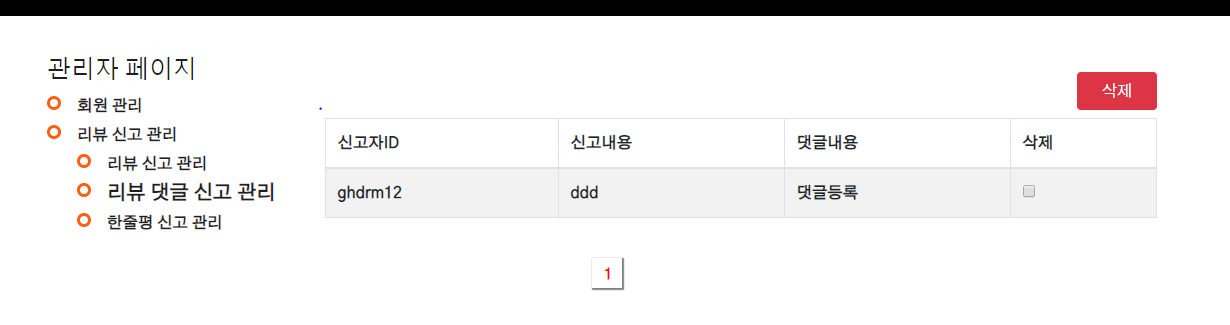 관리자 페이지
회원 관리
리뷰 신고 관리
리뷰 신고 관리
리뷰 댓글 신고 관리
한줄평 신고 관리
삭제
.
신고자ID 신고내용 댓글내용 삭제
ghdrm12 ddd 댓글등록
1